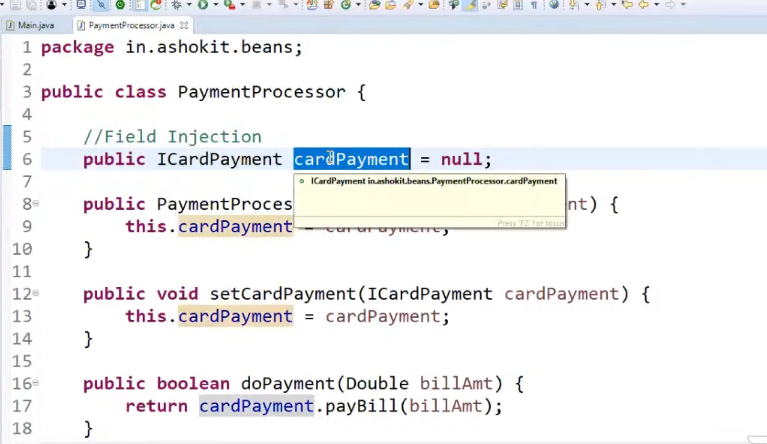 Main.java PaymentProcessor.java
1 package in.ashokit.beans;
2
3 public class PaymentProcessor {
4
5 //Field Injection
6 public ICardPayment cardPayment = null;
ICardPayment in.ashokit.beans.PaymentProcessor.cardPayment
7
8 public PaymentProces nt) {
Press 'F2' for focus
9 this.cardPayment = cardPayment;
10 }
11
12 public void setCardPayment(ICardPayment cardPayment) {
13 this.cardPayment = cardPayment;
14 }
15
16 public boolean doPayment(Double billAmt) {
17 return cardPayment.payBill(billAmt);
18 }